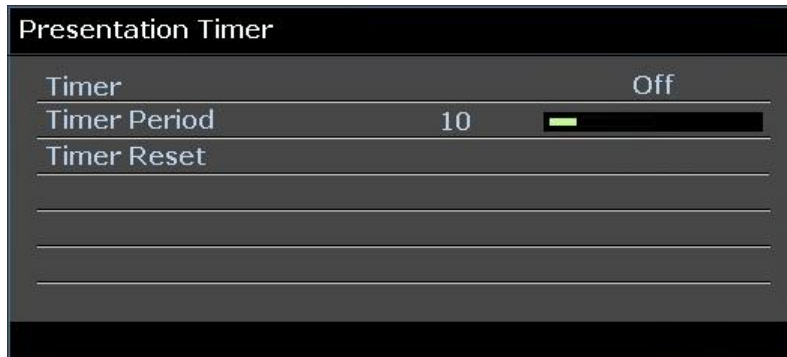 Presentation Timer
Timer Off
Timer Period 10
Timer Reset